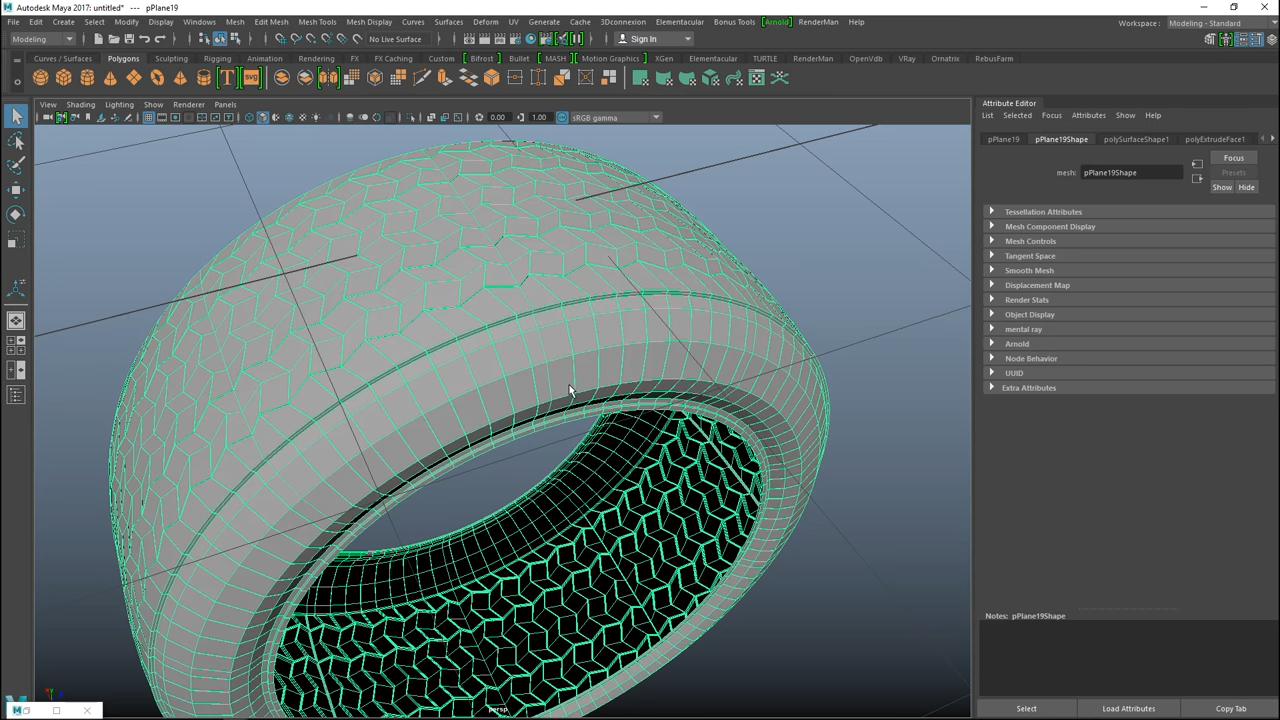 Autodesk Maya 2017: untitled*   ---   pPlane19
File Edit Create Select Modify Display Windows Mesh Edit Mesh Mesh Tools Mesh Display Curves Surfaces Deform UV Generate Cache 3Dconnexion Elementacular Bonus Tools [Arnold] RenderMan Help
Workspace : Modeling - Standard
Modeling No Live Surface Sign In
Curves / Surfaces Polygons Sculpting Rigging Animation Rendering FX FX Caching Custom Bifrost Bullet MASH Motion Graphics XGen Elementacular TURTLE RenderMan OpenVdb VRay Ornatrix RebusFarm
T svg
View Shading Lighting Show Renderer Panels
0.00 1.00 sRGB gamma
persp
Attribute Editor
List Selected Focus Attributes Show Help
pPlane19 pPlane19Shape polySurfaceShape1 polyExtrudeFace1
Focus
mesh: pPlane19Shape Presets
Show Hide
Tessellation Attributes
Mesh Component Display
Mesh Controls
Tangent Space
Smooth Mesh
Displacement Map
Render Stats
Object Display
mental ray
Arnold
Node Behavior
UUID
Extra Attributes
Notes: pPlane19Shape
Select Load Attributes Copy Tab